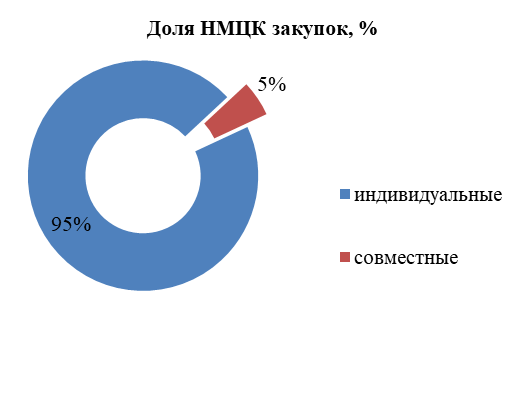 Доля НМЦК закупок, %
5%
индивидуальные
95%
совместные